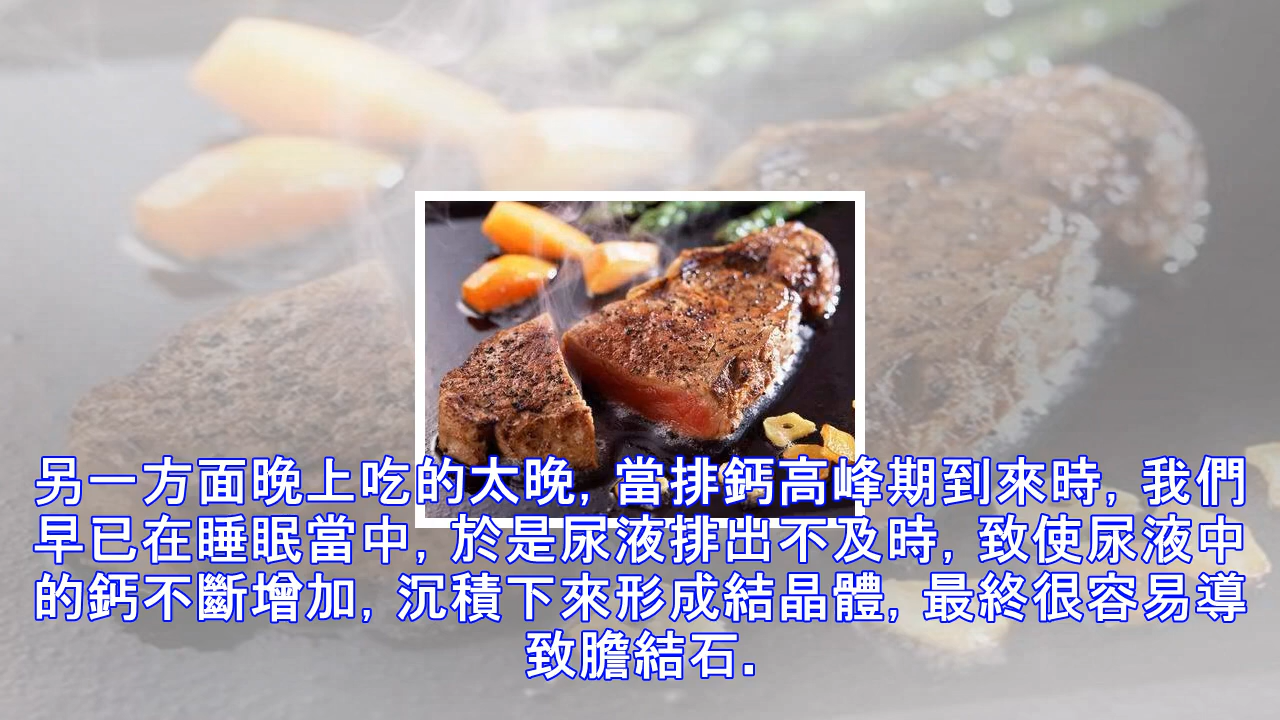 另一方面晚上吃的太晚, 當排鈣高峰期到來時, 我們
早已在睡眠當中, 於是尿液排出不及時, 致使尿液中
的鈣不斷增加, 沉積下來形成結晶體, 最終很容易導
致膽結石.